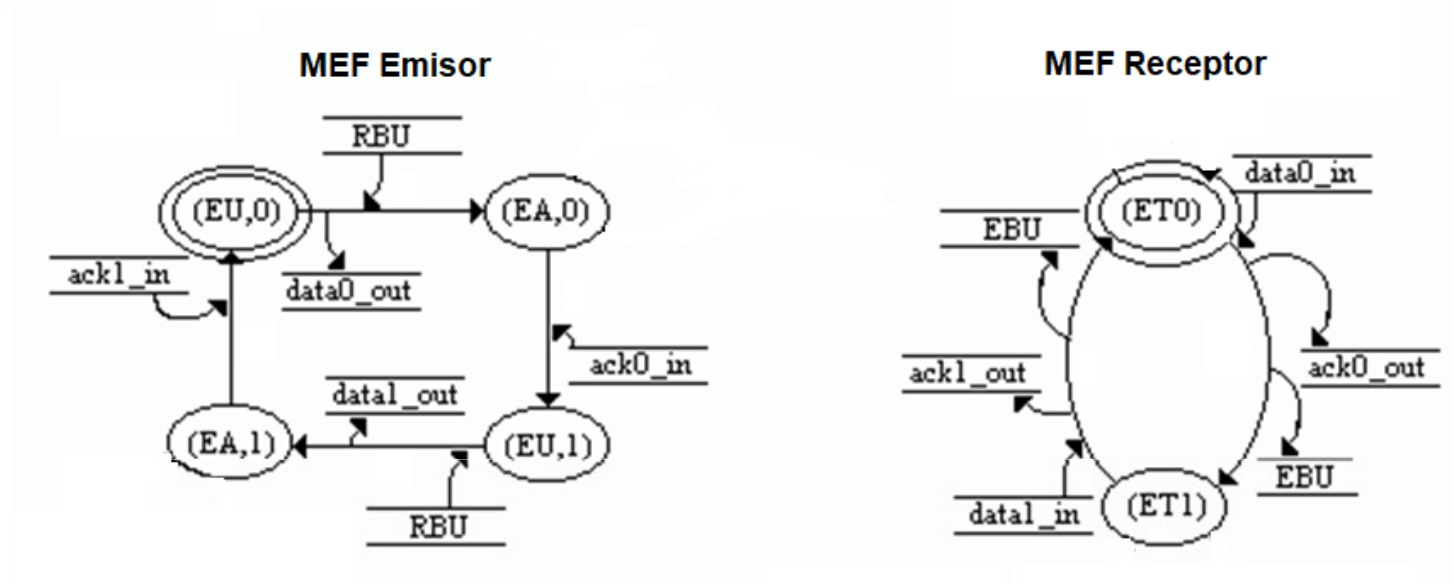 MEF Emisor
RBU
(EU,0)
(EA,0)
ack1_in
data0_out
ack0_in
data1_out
(EA,1)
(EU,1)
RBU
MEF Receptor
data0_in
(ET0)
EBU
ack1_out
ack0_out
EBU
data1_in
(ET1)